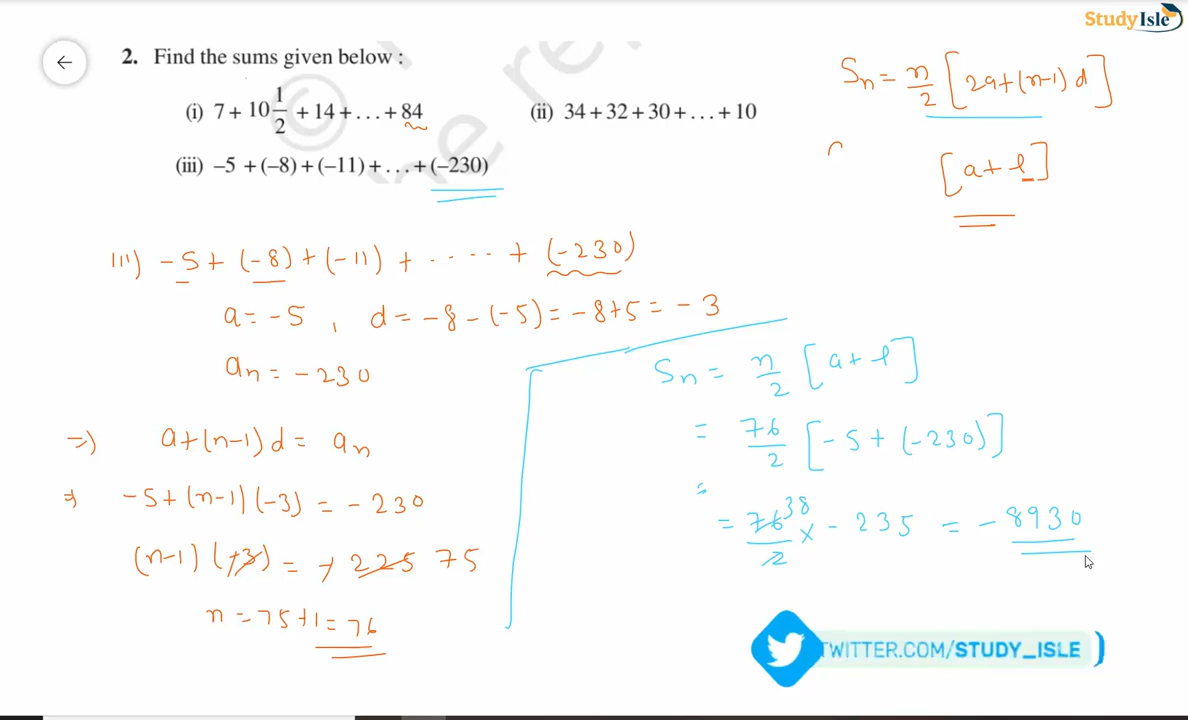 StudyIsle
2. Find the sums given below :
(i) 7 + 10 1/2 + 14 + . . . + 84 (ii) 34 + 32 + 30 + . . . + 10
(iii) –5 + (–8) + (–11) + . . . + (–230)
Sn = n/2 [2a+(n-1)d]
[a+l]
III) -5 + (-8) + (-11) + ..... + (-230)
a = -5 , d = -8 - (-5) = -8+5 = -3
an = -230
=> a+(n-1)d = an
=> -5+(n-1)(-3) = -230
(n-1)(-3) = -225 75
n = 75+1 = 76
Sn = n/2 [a+l]
= 76/2 [-5 + (-230)]
= 76/2 38 × -235 = -8930
TWITTER.COM/STUDY_ISLE